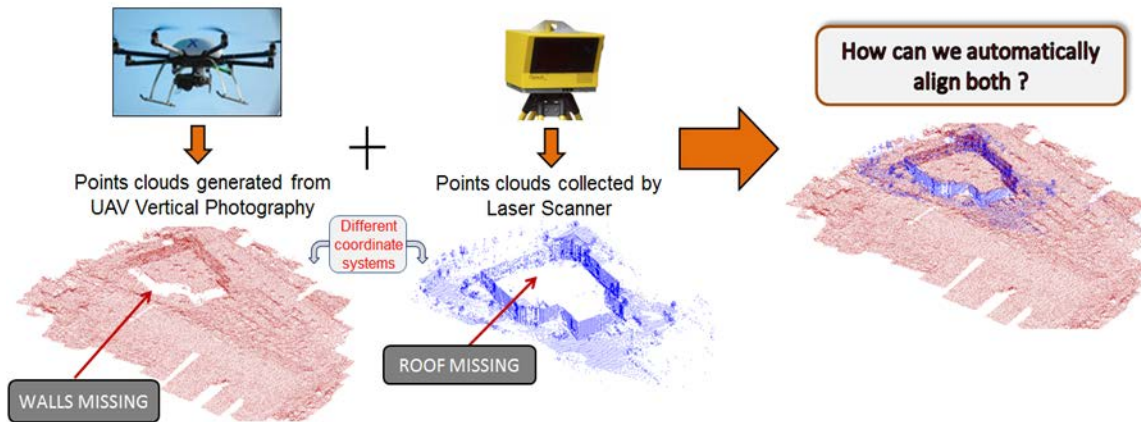 How can we automatically
align both ?
Points clouds generated from
UAV Vertical Photography
Points clouds collected by
Laser Scanner
Different
coordinate
systems
ROOF MISSING
WALLS MISSING